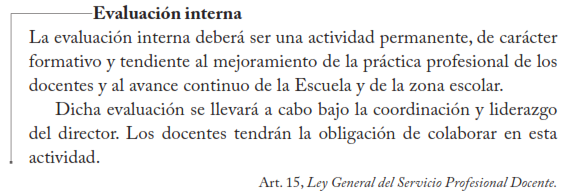 Evaluación interna
La evaluación interna deberá ser una actividad permanente, de carácter
formativo y tendiente al mejoramiento de la práctica profesional de los
docentes y al avance continuo de la Escuela y de la zona escolar.
Dicha evaluación se llevará a cabo bajo la coordinación y liderazgo
del director. Los docentes tendrán la obligación de colaborar en esta
actividad.
Art. 15, Ley General del Servicio Profesional Docente.